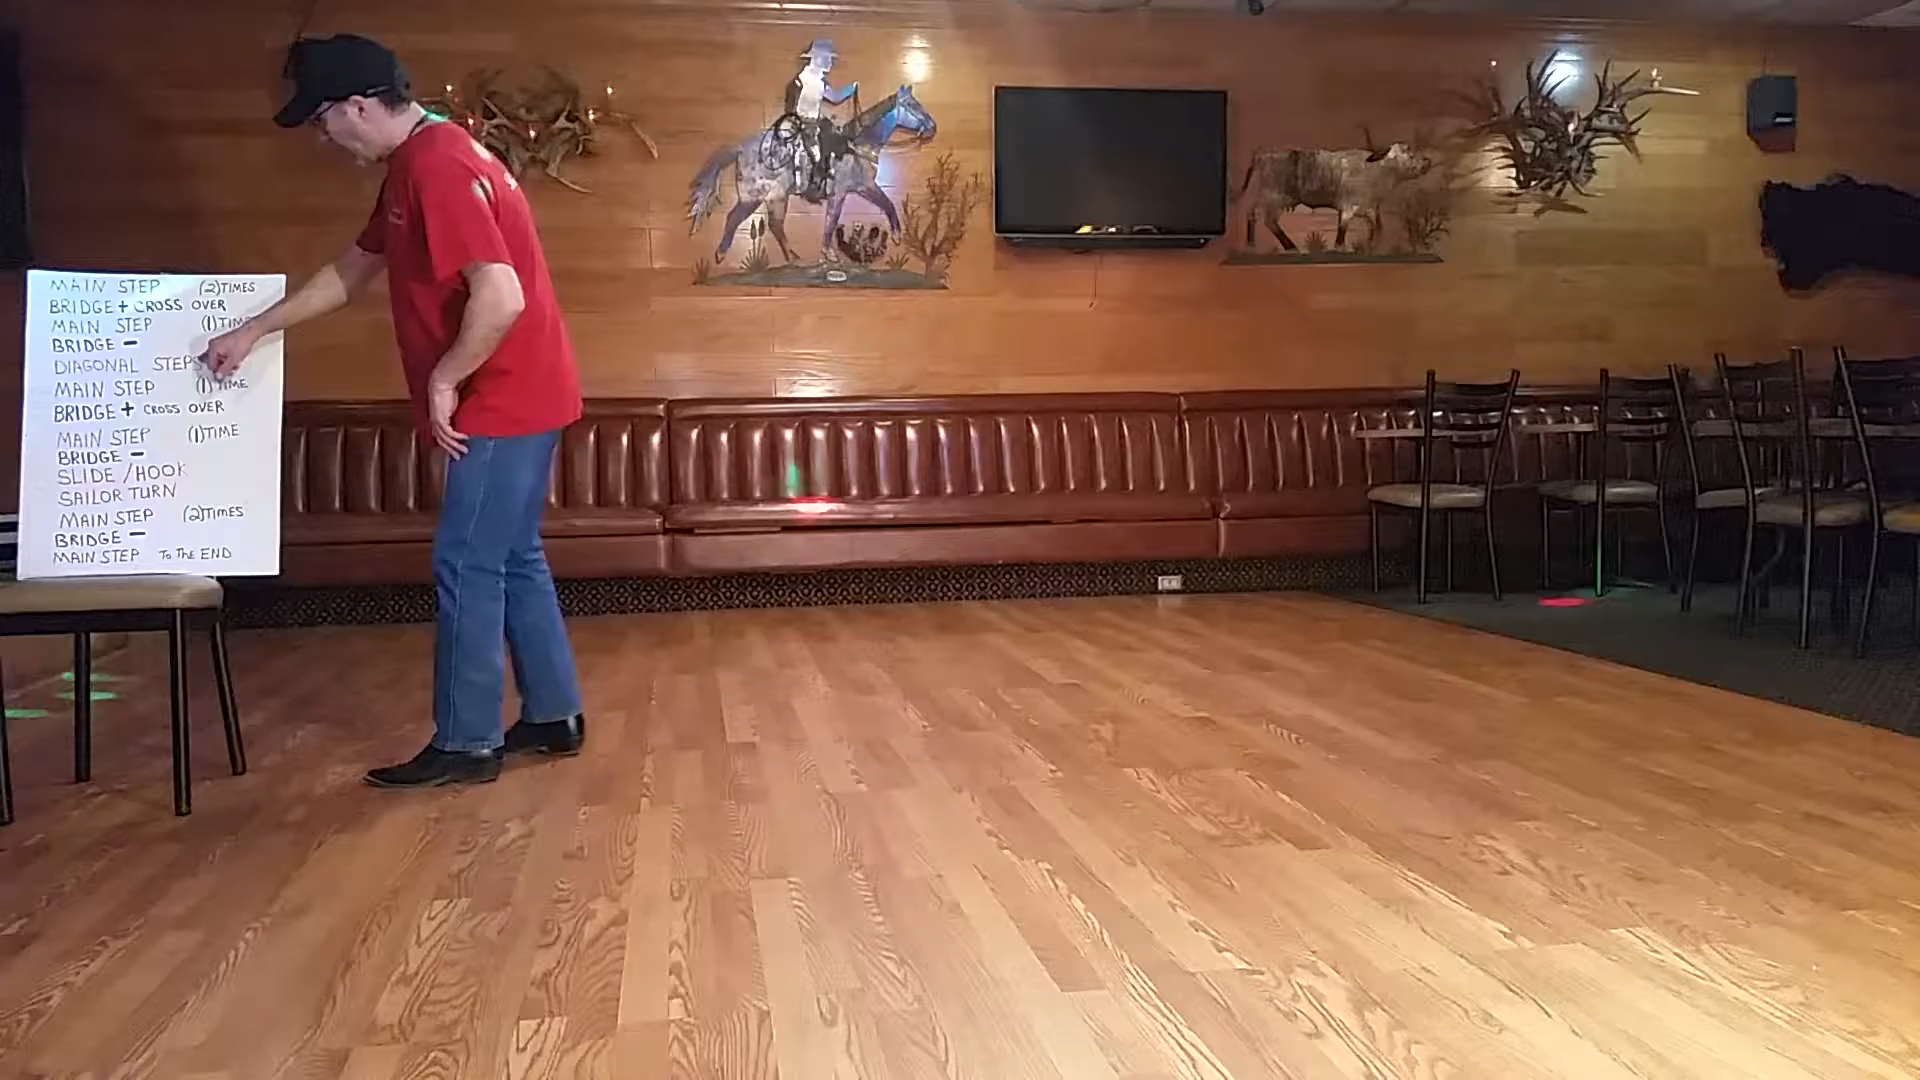 MAIN STEP (2) TIMES
BRIDGE + CROSS OVER
MAIN STEP (1) TIME
BRIDGE -
DIAGONAL STEPS
MAIN STEP (1) TIME
BRIDGE + CROSS OVER
MAIN STEP (1) TIME
BRIDGE -
SLIDE / HOOK
SAILOR TURN
MAIN STEP (2) TIMES
BRIDGE -
MAIN STEP TO THE END